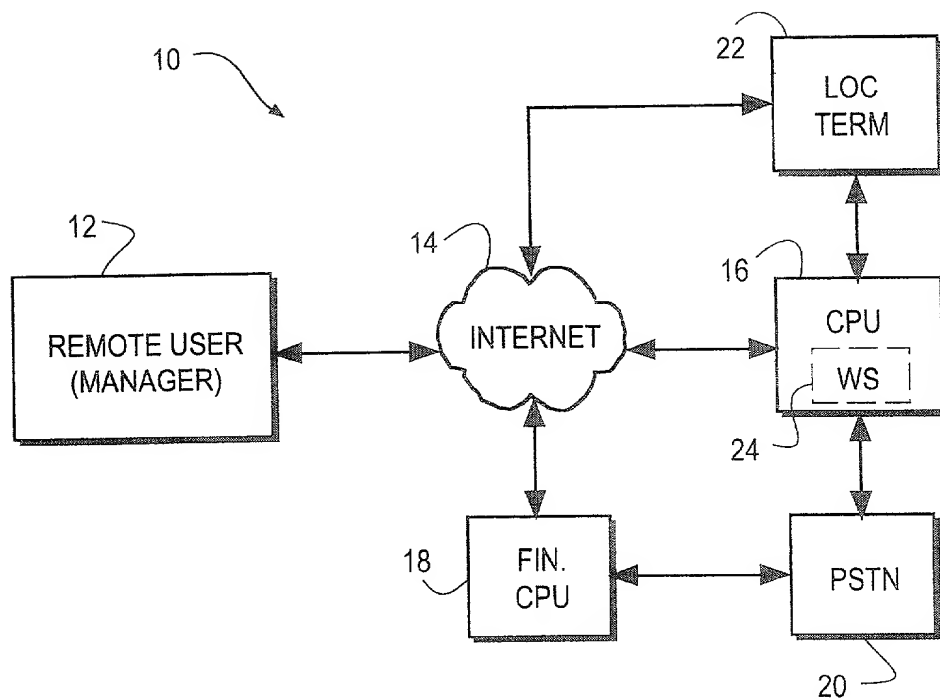 22
10
LOC
TERM
12
14
16
REMOTE USER
(MANAGER)
INTERNET
CPU
WS
24
18
FIN.
CPU
PSTN
20